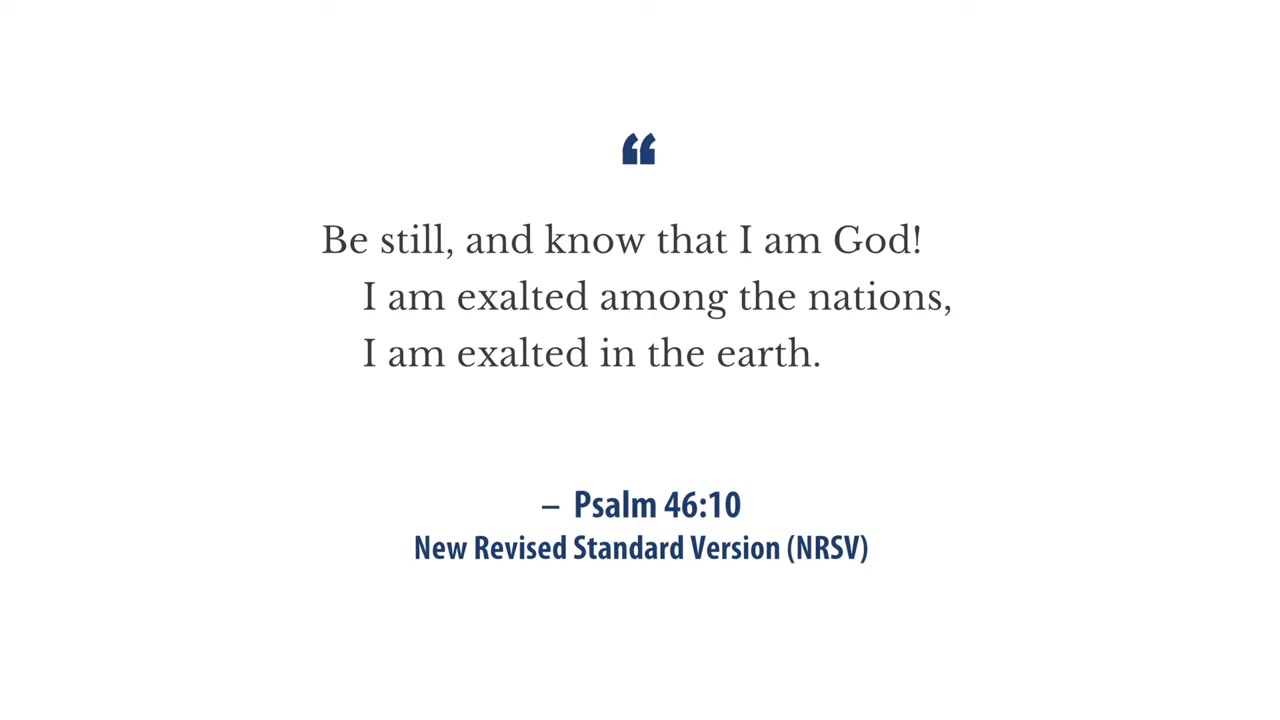 “
Be still, and know that I am God!
I am exalted among the nations,
I am exalted in the earth.
– Psalm 46:10
New Revised Standard Version (NRSV)